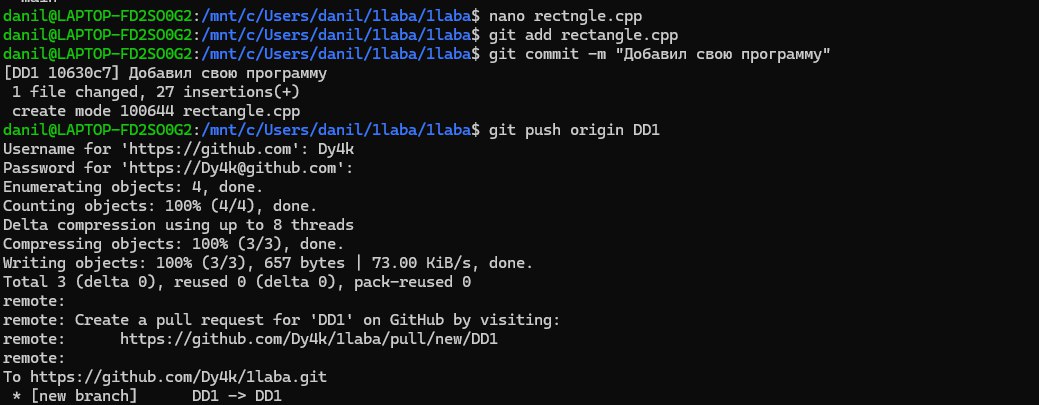 main
danil@LAPTOP-FD2SO0G2:/mnt/c/Users/danil/1laba/1laba$ nano rectngle.cpp
danil@LAPTOP-FD2SO0G2:/mnt/c/Users/danil/1laba/1laba$ git add rectangle.cpp
danil@LAPTOP-FD2SO0G2:/mnt/c/Users/danil/1laba/1laba$ git commit -m "Добавил свою программу"
[DD1 10630c7] Добавил свою программу
 1 file changed, 27 insertions(+)
 create mode 100644 rectangle.cpp
danil@LAPTOP-FD2SO0G2:/mnt/c/Users/danil/1laba/1laba$ git push origin DD1
Username for 'https://github.com': Dy4k
Password for 'https://Dy4k@github.com':
Enumerating objects: 4, done.
Counting objects: 100% (4/4), done.
Delta compression using up to 8 threads
Compressing objects: 100% (3/3), done.
Writing objects: 100% (3/3), 657 bytes | 73.00 KiB/s, done.
Total 3 (delta 0), reused 0 (delta 0), pack-reused 0
remote:
remote: Create a pull request for 'DD1' on GitHub by visiting:
remote:      https://github.com/Dy4k/1laba/pull/new/DD1
remote:
To https://github.com/Dy4k/1laba.git
 * [new branch]      DD1 -> DD1